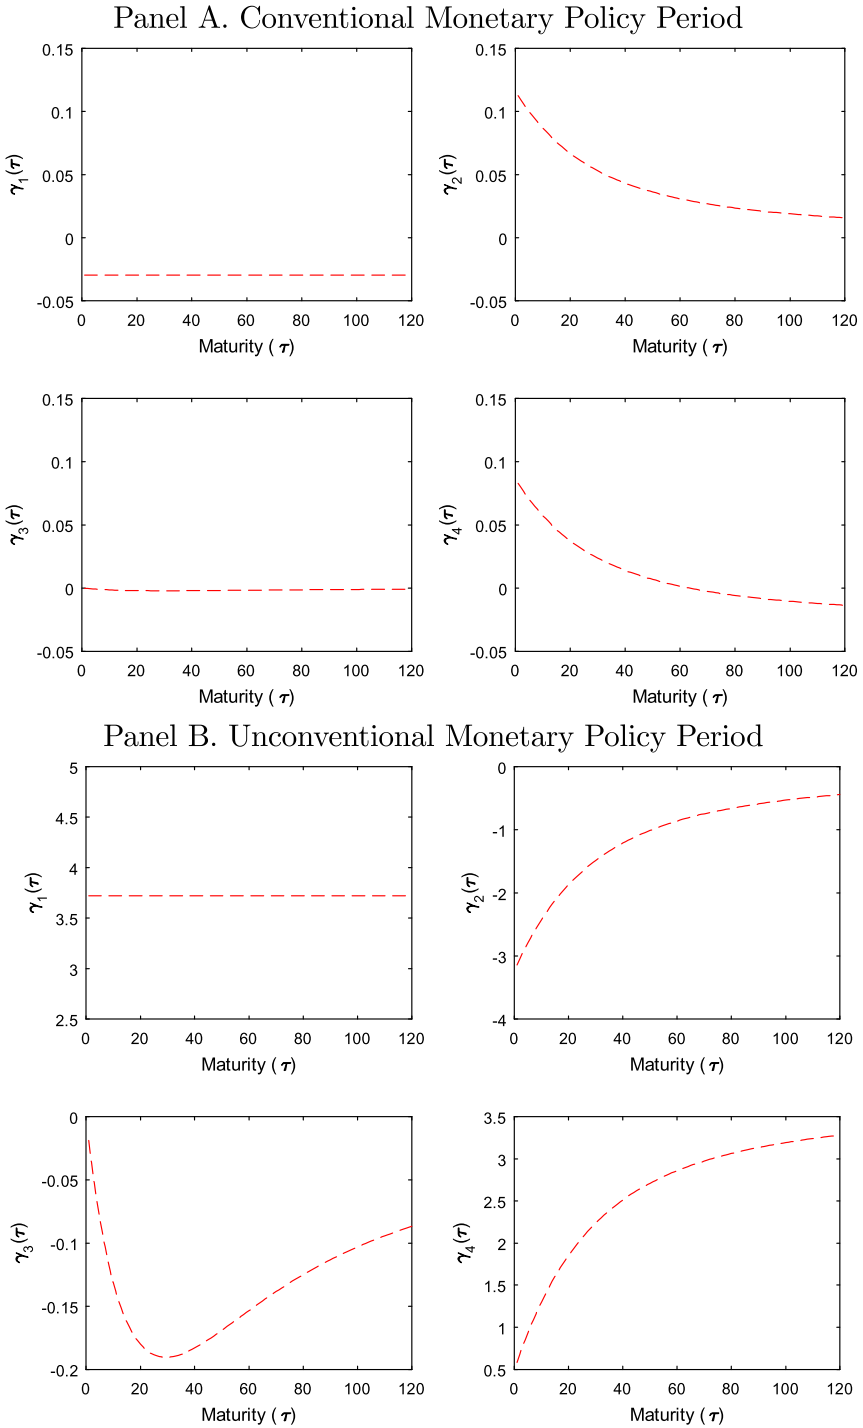 Panel A. Conventional Monetary Policy Period
0.15
0.1
0.05
0
-0.05
γ1(τ)
0 20 40 60 80 100 120
Maturity ( τ)
0.15
0.1
0.05
0
-0.05
γ2(τ)
0 20 40 60 80 100 120
Maturity ( τ)
0.15
0.1
0.05
0
-0.05
γ3(τ)
0 20 40 60 80 100 120
Maturity ( τ)
0.15
0.1
0.05
0
-0.05
γ4(τ)
0 20 40 60 80 100 120
Maturity ( τ)
Panel B. Unconventional Monetary Policy Period
5
4.5
4
3.5
3
2.5
γ1(τ)
0 20 40 60 80 100 120
Maturity ( τ)
0
-1
-2
-3
-4
γ2(τ)
0 20 40 60 80 100 120
Maturity ( τ)
0
-0.05
-0.1
-0.15
-0.2
γ3(τ)
0 20 40 60 80 100 120
Maturity ( τ)
3.5
3
2.5
2
1.5
1
0.5
γ4(τ)
0 20 40 60 80 100 120
Maturity ( τ)